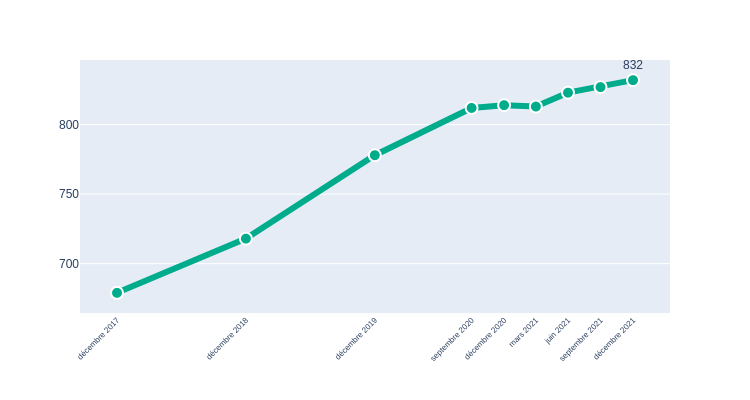 832
800
750
700
décembre 2017
décembre 2018
décembre 2019
septembre 2020
décembre 2020
mars 2021
juin 2021
septembre 2021
décembre 2021